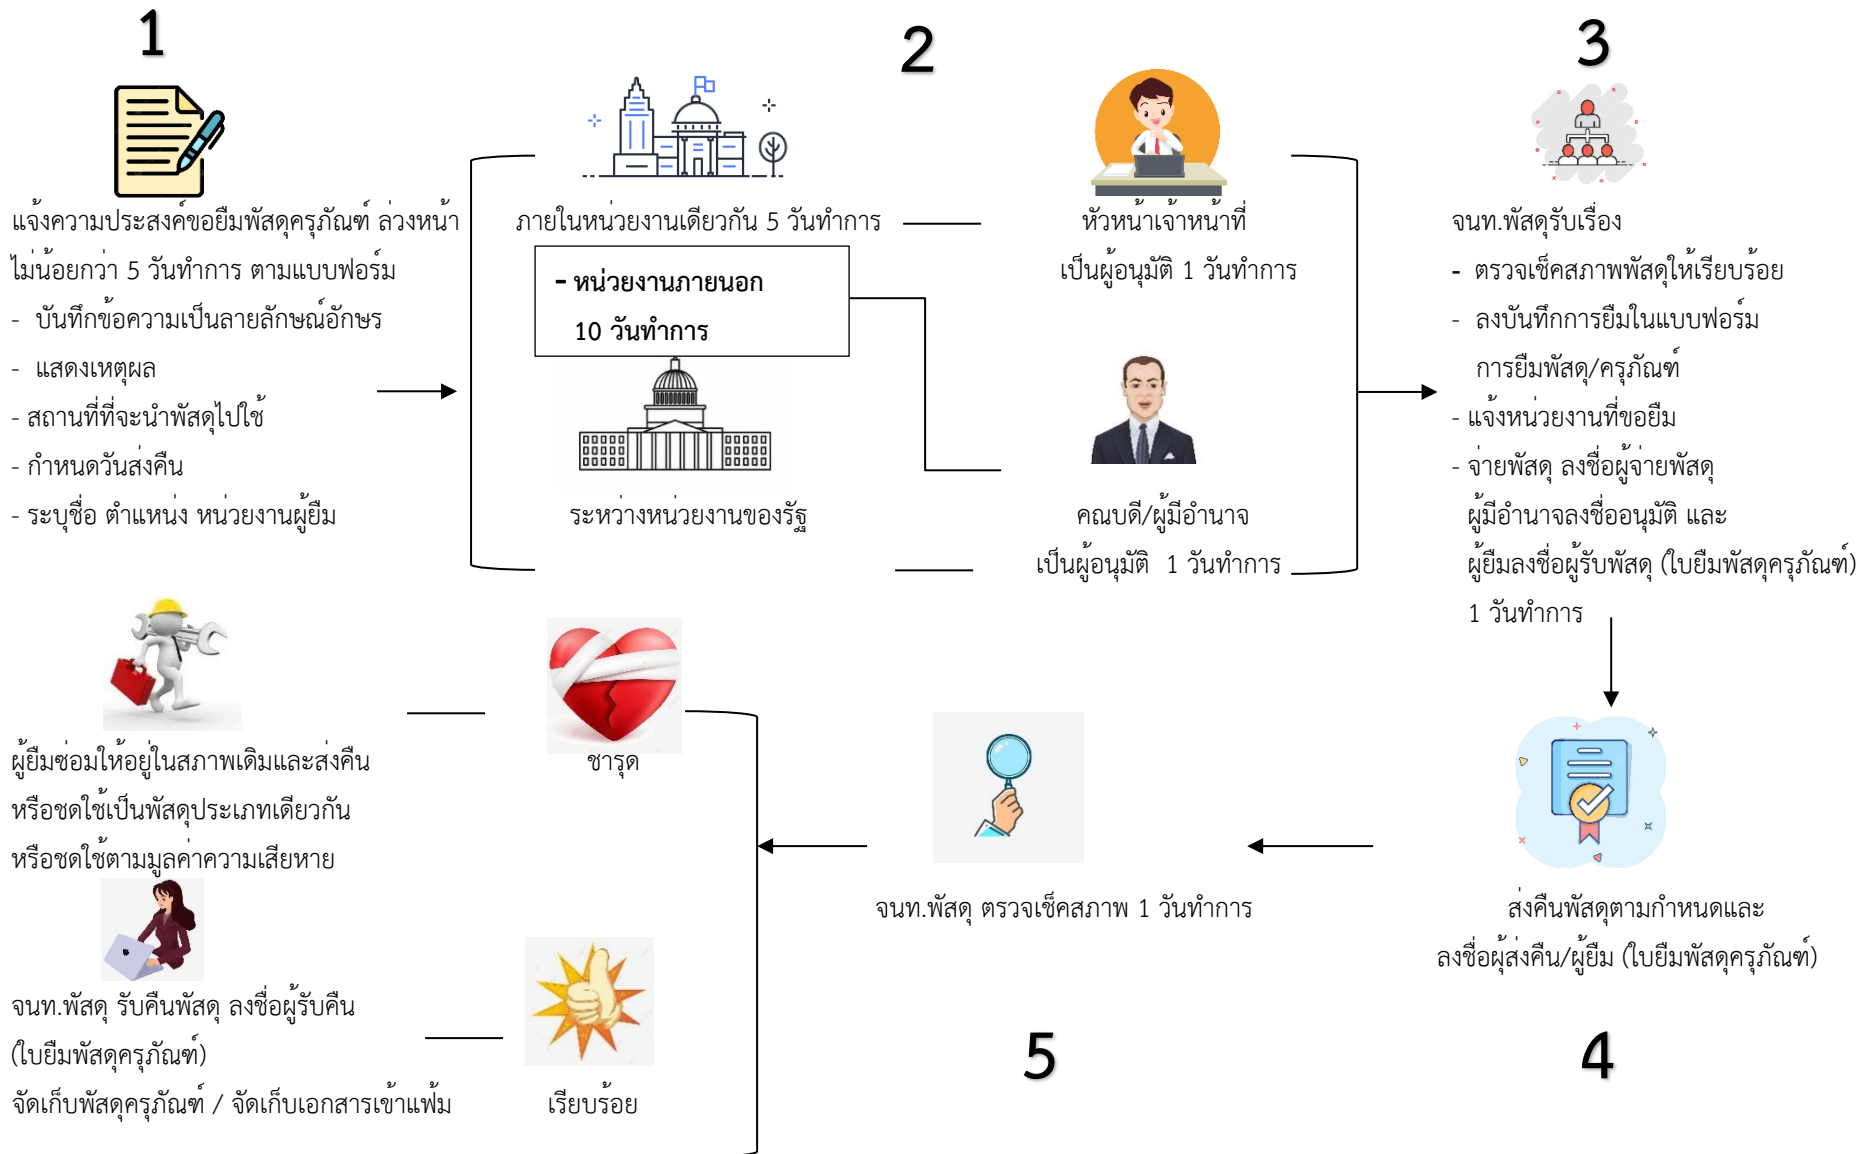 1
แจ้งความประสงค์ขอยืมพัสดุครุภัณฑ์ ล่วงหน้า
ไม่น้อยกว่า 5 วันทำการ ตามแบบฟอร์ม
- บันทึกข้อความเป็นลายลักษณ์อักษร
- แสดงเหตุผล
- สถานที่ที่จะนำพัสดุไปใช้
- กำหนดวันส่งคืน
- ระบุชื่อ ตำแหน่ง หน่วยงานผู้ยืม
2
ภายในหน่วยงานเดียวกัน 5 วันทำการ
- หน่วยงานภายนอก
10 วันทำการ
ระหว่างหน่วยงานของรัฐ
หัวหน้าเจ้าหน้าที่
เป็นผู้อนุมัติ 1 วันทำการ
คณบดี/ผู้มีอำนาจ
เป็นผู้อนุมัติ 1 วันทำการ
3
จนท.พัสดุรับเรื่อง
- ตรวจเช็คสภาพพัสดุให้เรียบร้อย
- ลงบันทึกการยืมในแบบฟอร์ม
การยืมพัสดุ/ครุภัณฑ์
- แจ้งหน่วยงานที่ขอยืม
- จ่ายพัสดุ ลงชื่อผู้จ่ายพัสดุ
ผู้มีอำนาจลงชื่ออนุมัติ และ
ผู้ยืมลงชื่อผู้รับพัสดุ (ใบยืมพัสดุครุภัณฑ์)
1 วันทำการ
ส่งคืนพัสดุตามกำหนดและ
ลงชื่อผุ้ส่งคืน/ผู้ยืม (ใบยืมพัสดุครุภัณฑ์)
4
จนท.พัสดุ ตรวจเช็คสภาพ 1 วันทำการ
5
ชารุด
ผู้ยืมซ่อมให้อยู่ในสภาพเดิมและส่งคืน
หรือชดใช้เป็นพัสดุประเภทเดียวกัน
หรือชดใช้ตามมูลค่าความเสียหาย
เรียบร้อย
จนท.พัสดุ รับคืนพัสดุ ลงชื่อผู้รับคืน
(ใบยืมพัสดุครุภัณฑ์)
จัดเก็บพัสดุครุภัณฑ์ / จัดเก็บเอกสารเข้าแฟ้ม